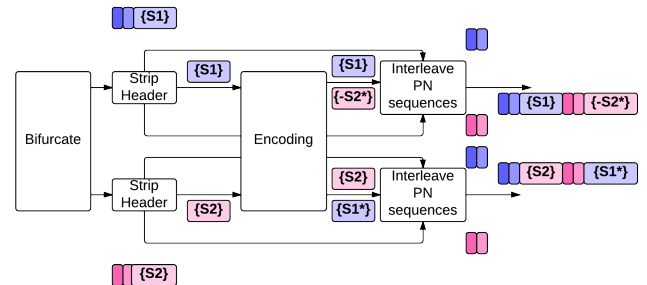 {S1}
Strip
Header
{S1}
{S1}
{-S2*}
Interleave
PN
sequences
{S1}
{-S2*}
Bifurcate
Encoding
Strip
Header
{S2}
{S2}
{S1*}
Interleave
PN
sequences
{S2}
{S1*}
{S2}